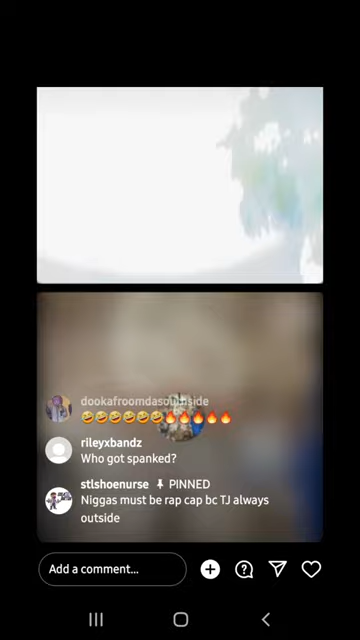 dookafroomdasouthside
🤣🤣🤣🤣🤣🤣🔥🔥🔥🔥🔥
rileyxbandz
Who got spanked?
stlshoenurse PINNED
Niggas must be rap cap bc TJ always
outside
Add a comment...